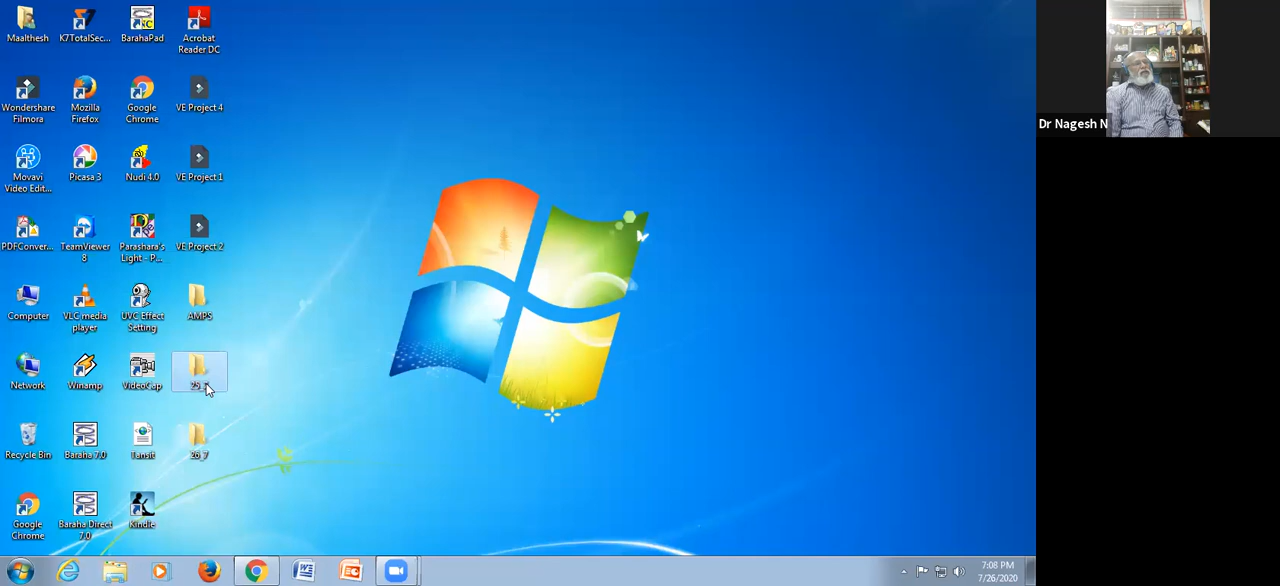 Maalthesh
K7TotalSec...
BarahaPad
Acrobat
Reader DC
Wondershare
Filmora
Mozilla
Firefox
Google
Chrome
VE Project 4
Movavi
Video Edit...
Picasa 3
Nudi 4.0
VE Project 1
PDFConver...
TeamViewer
8
Parashara's
Light - P...
VE Project 2
Computer
VLC media
player
UVC Effect
Setting
AMPS
Network
Winamp
VideoCap
Recycle Bin
Baraha 7.0
Tansit
26_7
Google
Chrome
Baraha Direct
7.0
Kindle
7:08 PM
7/26/2020
Dr Nagesh N